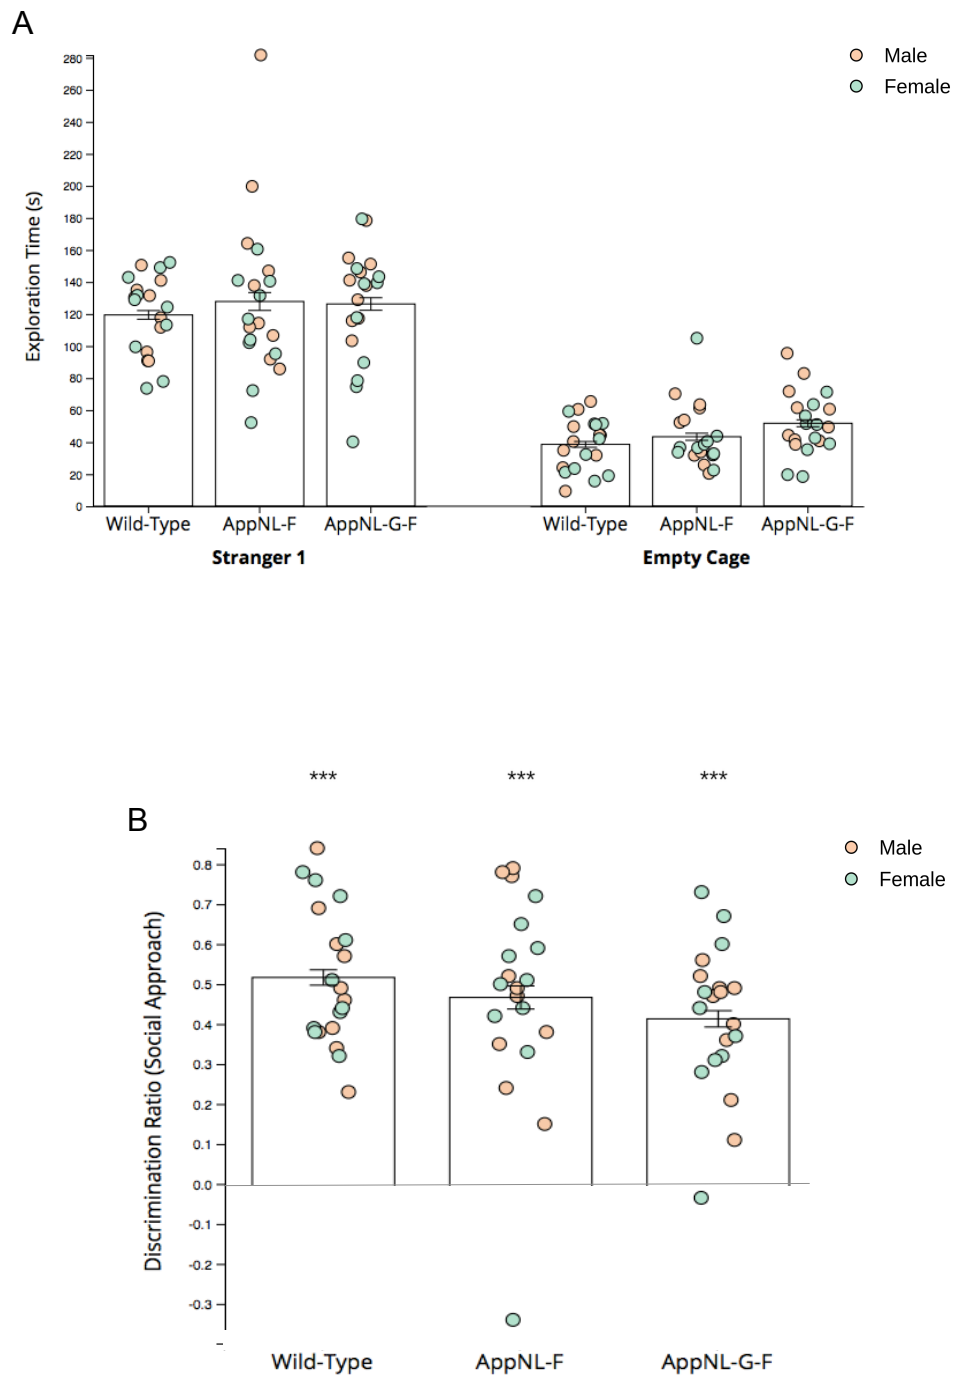 A
Male
Female
Exploration Time (s)
280
260
240
220
200
180
160
140
120
100
80
60
40
20
0
Wild-Type AppNL-F AppNL-G-F Wild-Type AppNL-F AppNL-G-F
Stranger 1 Empty Cage
*** *** ***
B
Male
Female
Discrimination Ratio (Social Approach)
0.8
0.7
0.6
0.5
0.4
0.3
0.2
0.1
0.0
-0.1
-0.2
-0.3
Wild-Type AppNL-F AppNL-G-F